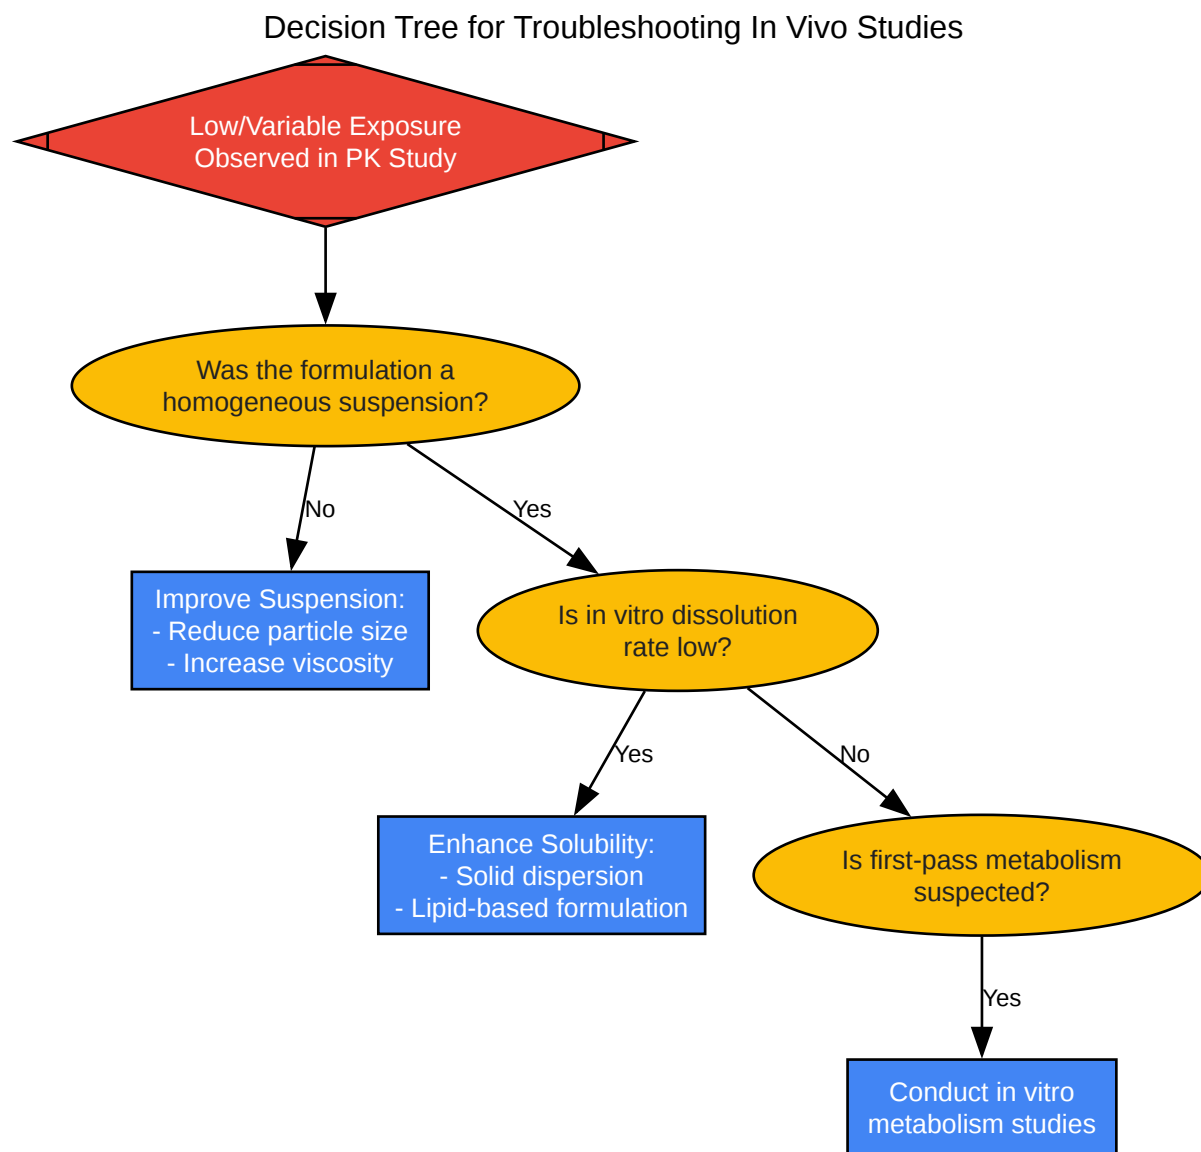 Decision Tree for Troubleshooting In Vivo Studies
Low/Variable Exposure
Observed in PK Study
Was the formulation a
homogeneous suspension?
No
Yes
Improve Suspension:
- Reduce particle size
- Increase viscosity
Is in vitro dissolution
rate low?
Yes
No
Enhance Solubility:
- Solid dispersion
- Lipid-based formulation
Is first-pass metabolism
suspected?
Yes
Conduct in vitro
metabolism studies